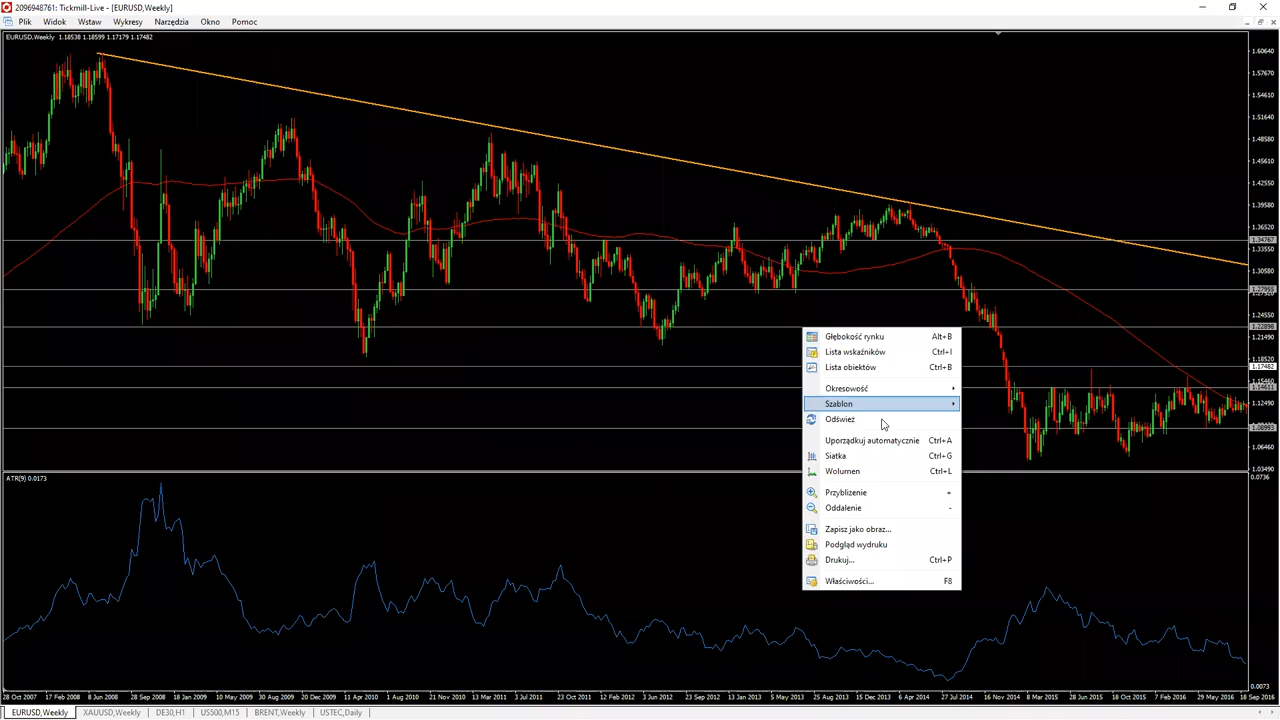 2096948761: Tickmill-Live - [EURUSD,Weekly]
Plik Widok Wstaw Wykresy Narzędzia Okno Pomoc
EURUSD,Weekly 1.18538 1.18599 1.17179 1.17482
1.60640
1.57670
1.54610
1.51640
1.48580
1.45610
1.42550
1.39580
1.36520
1.34767
1.33550
1.30580
1.27955
1.24550
1.22896
1.21490
1.18520
1.17482
1.15460
1.14611
1.12490
1.06460
1.03490
Głębokość rynku Alt+B
Lista wskaźników Ctrl+I
Lista obiektów Ctrl+B
Okresowość
Szablon
Odśwież
Uporządkuj automatycznie Ctrl+A
Siatka Ctrl+G
Wolumen Ctrl+L
Przybliżenie +
Oddalenie -
Zapisz jako obraz...
Podgląd wydruku
Drukuj... Ctrl+P
Właściwości... F8
ATR(9) 0.0173
0.0736
0.0073
28 Oct 2007 17 Feb 2008 8 Jun 2008 28 Sep 2008 18 Jan 2009 10 May 2009 30 Aug 2009 20 Dec 2009 11 Apr 2010 1 Aug 2010 21 Nov 2010 13 Mar 2011 3 Jul 2011 23 Oct 2011 12 Feb 2012 3 Jun 2012 23 Sep 2012 13 Jan 2013 5 May 2013 25 Aug 2013 15 Dec 2013 6 Apr 2014 27 Jul 2014 16 Nov 2014 8 Mar 2015 28 Jun 2015 18 Oct 2015 7 Feb 2016 29 May 2016 18 Sep 2016
EURUSD,Weekly XAUUSD,Weekly DE30,H1 US500,M15 BRENT,Weekly USTEC,Daily